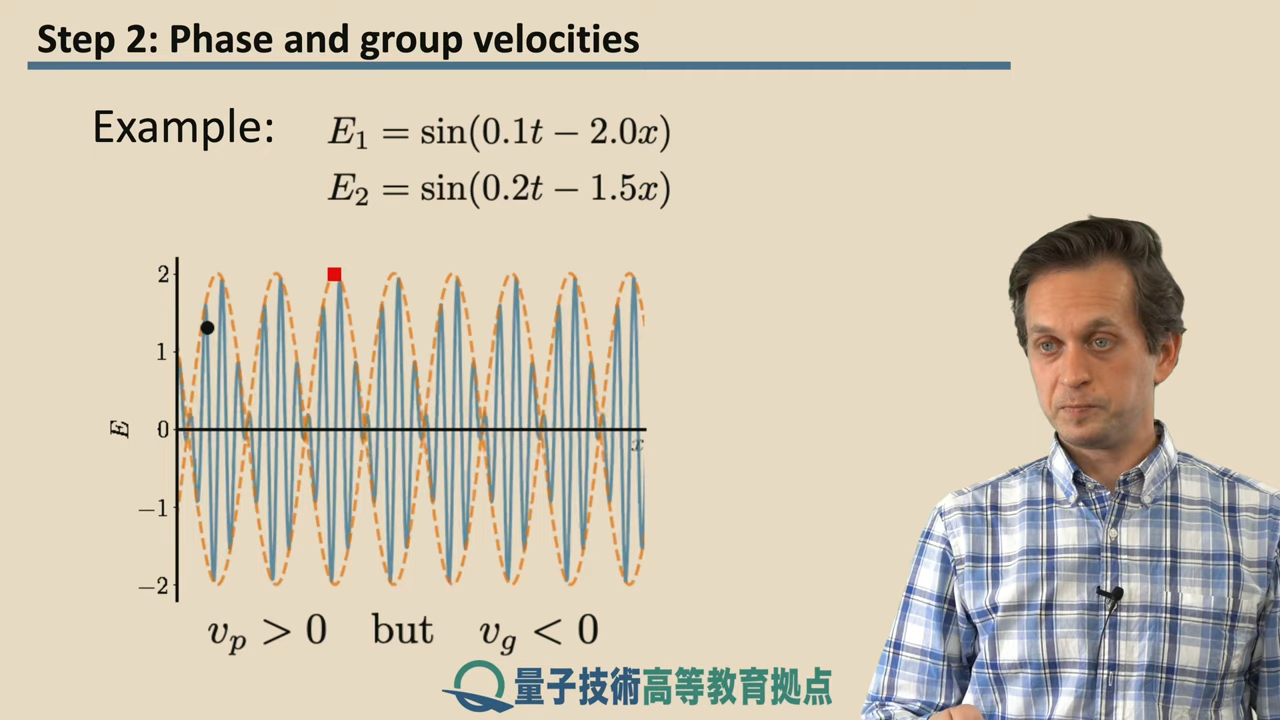 Step 2: Phase and group velocities
Example:
E₁ = sin(0.1t − 2.0x)
E₂ = sin(0.2t − 1.5x)
2
1
0
−1
−2
E
x
v_p > 0 but v_g < 0
量子技術高等教育拠点